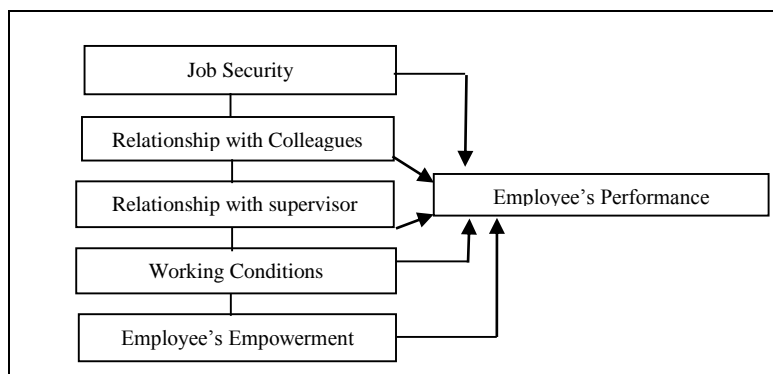 Job Security
Relationship with Colleagues
Relationship with supervisor
Employee’s Performance
Working Conditions
Employee’s Empowerment